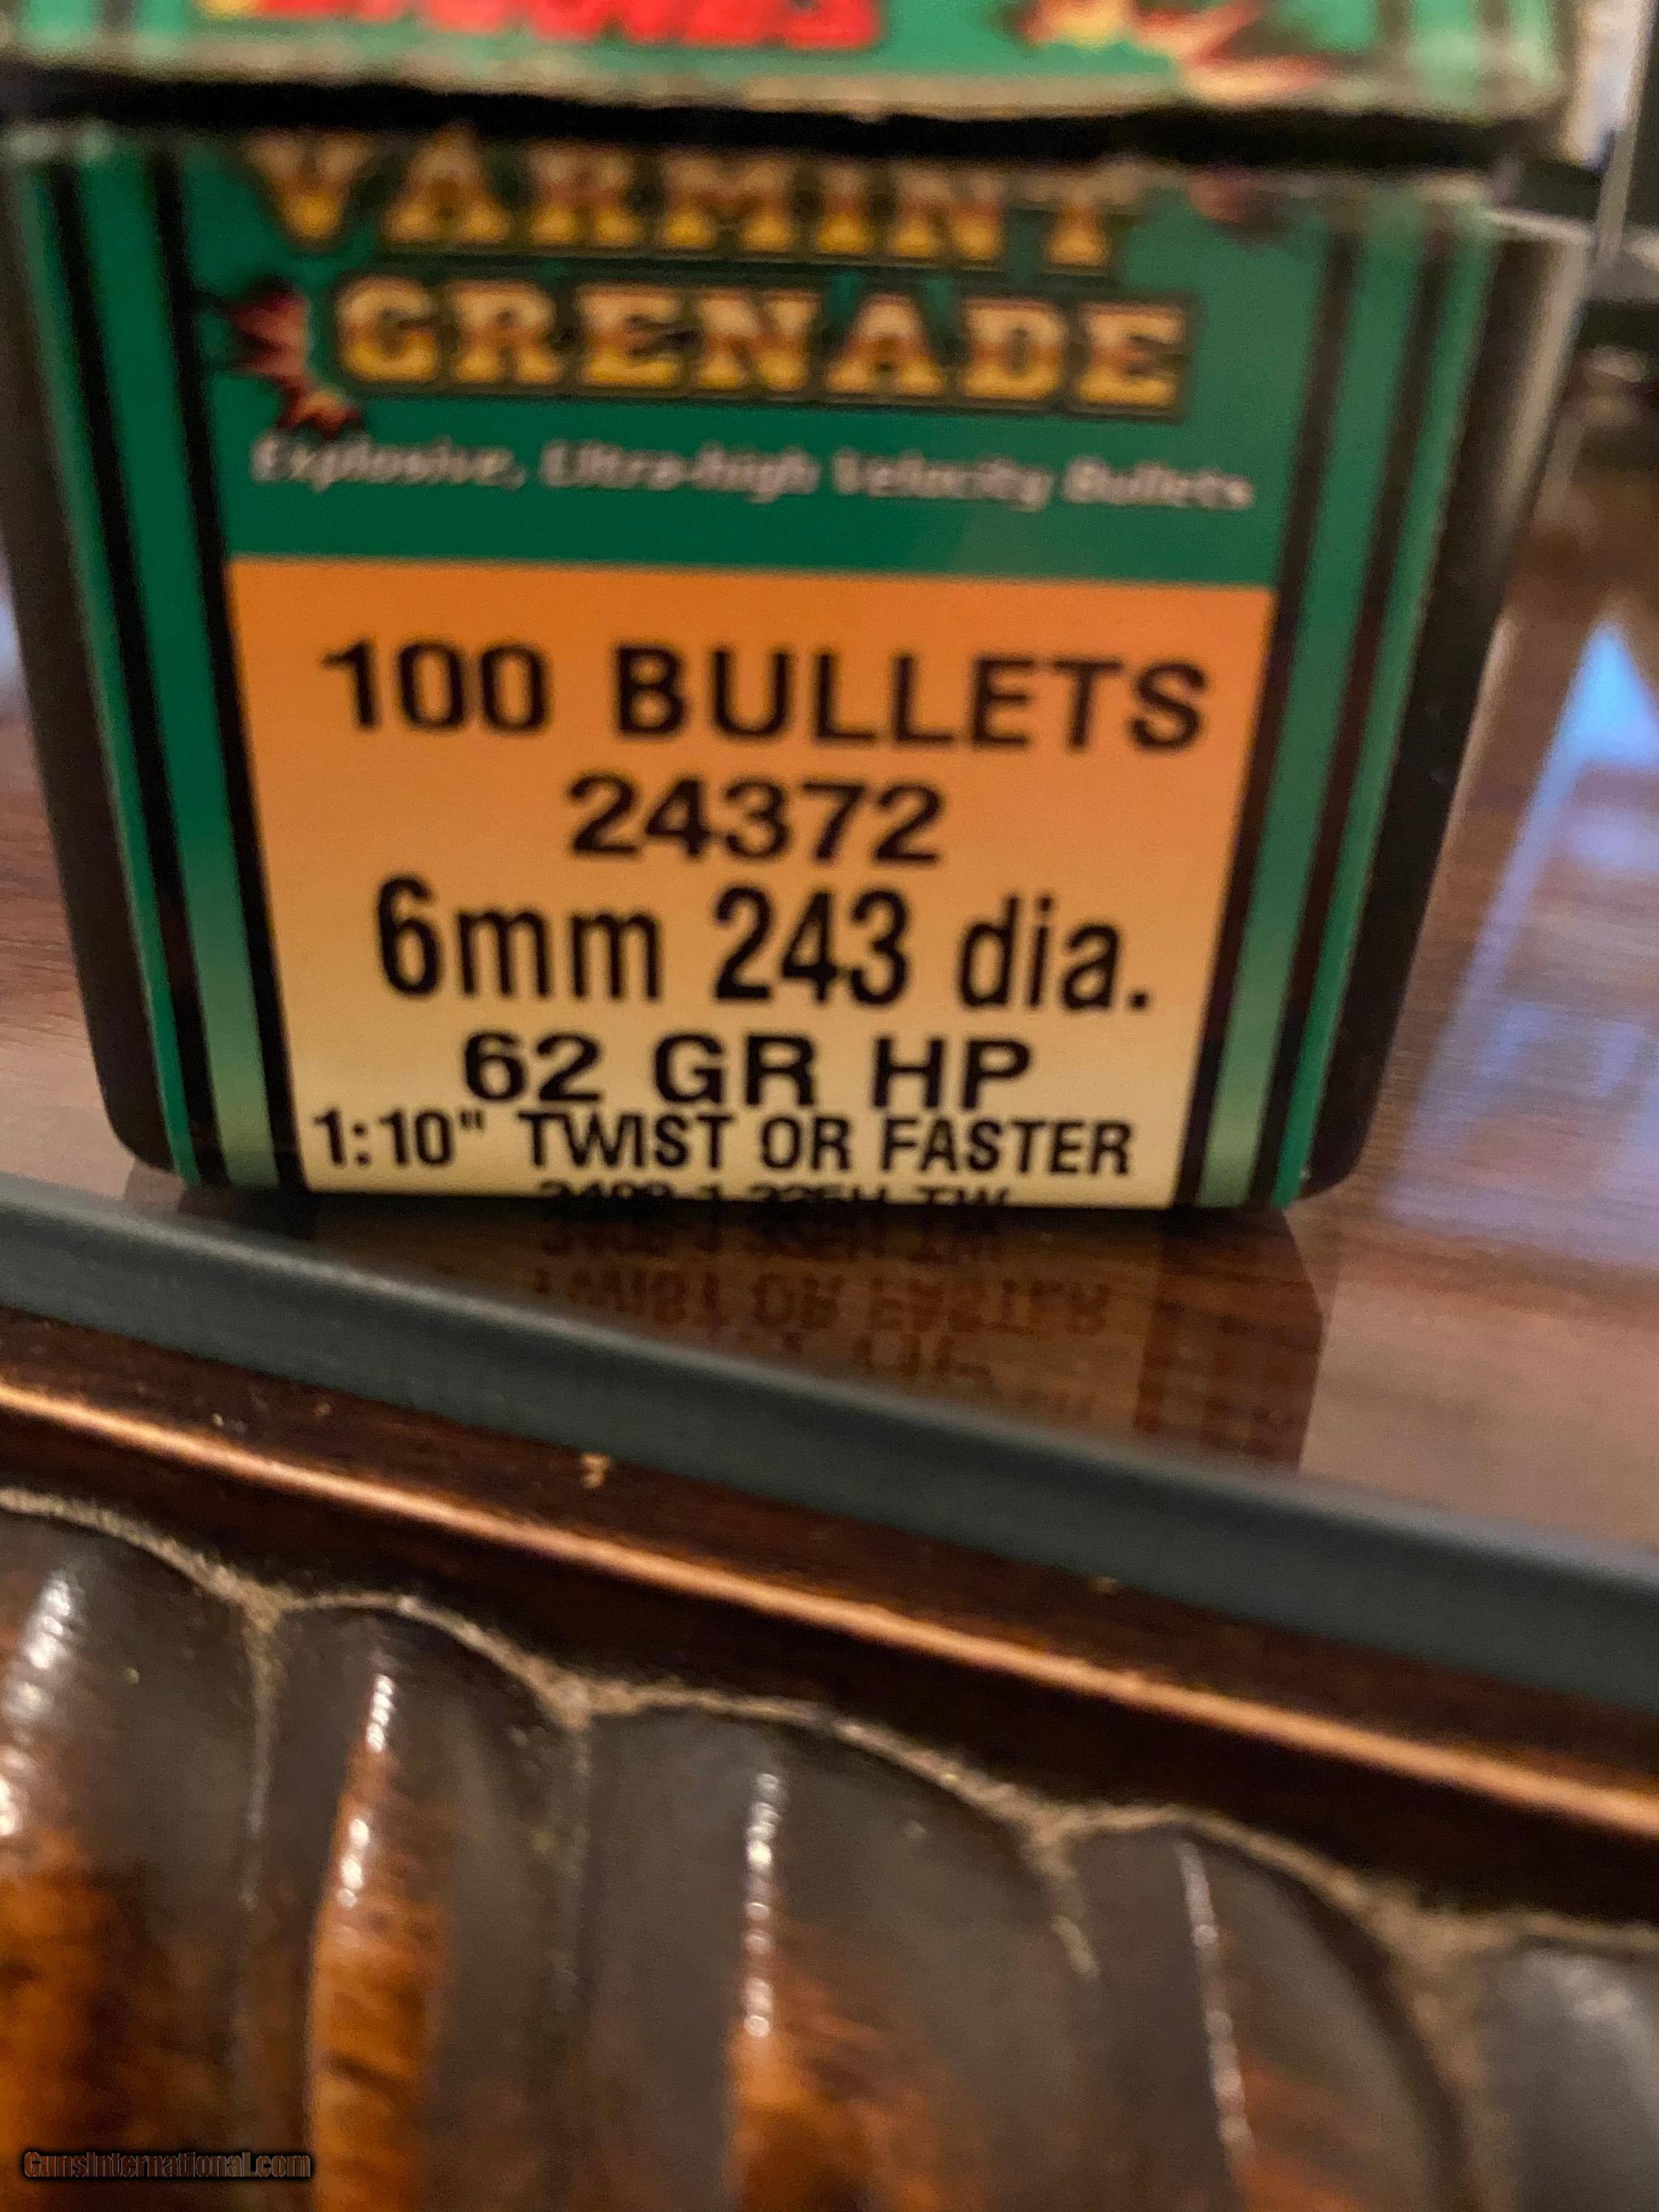 VARMINT
GRENADE
Explosive, Ultra-high Velocity Bullets
100 BULLETS
24372
6mm 243 dia.
62 GR HP
1:10" TWIST OR FASTER
GunsInternational.com